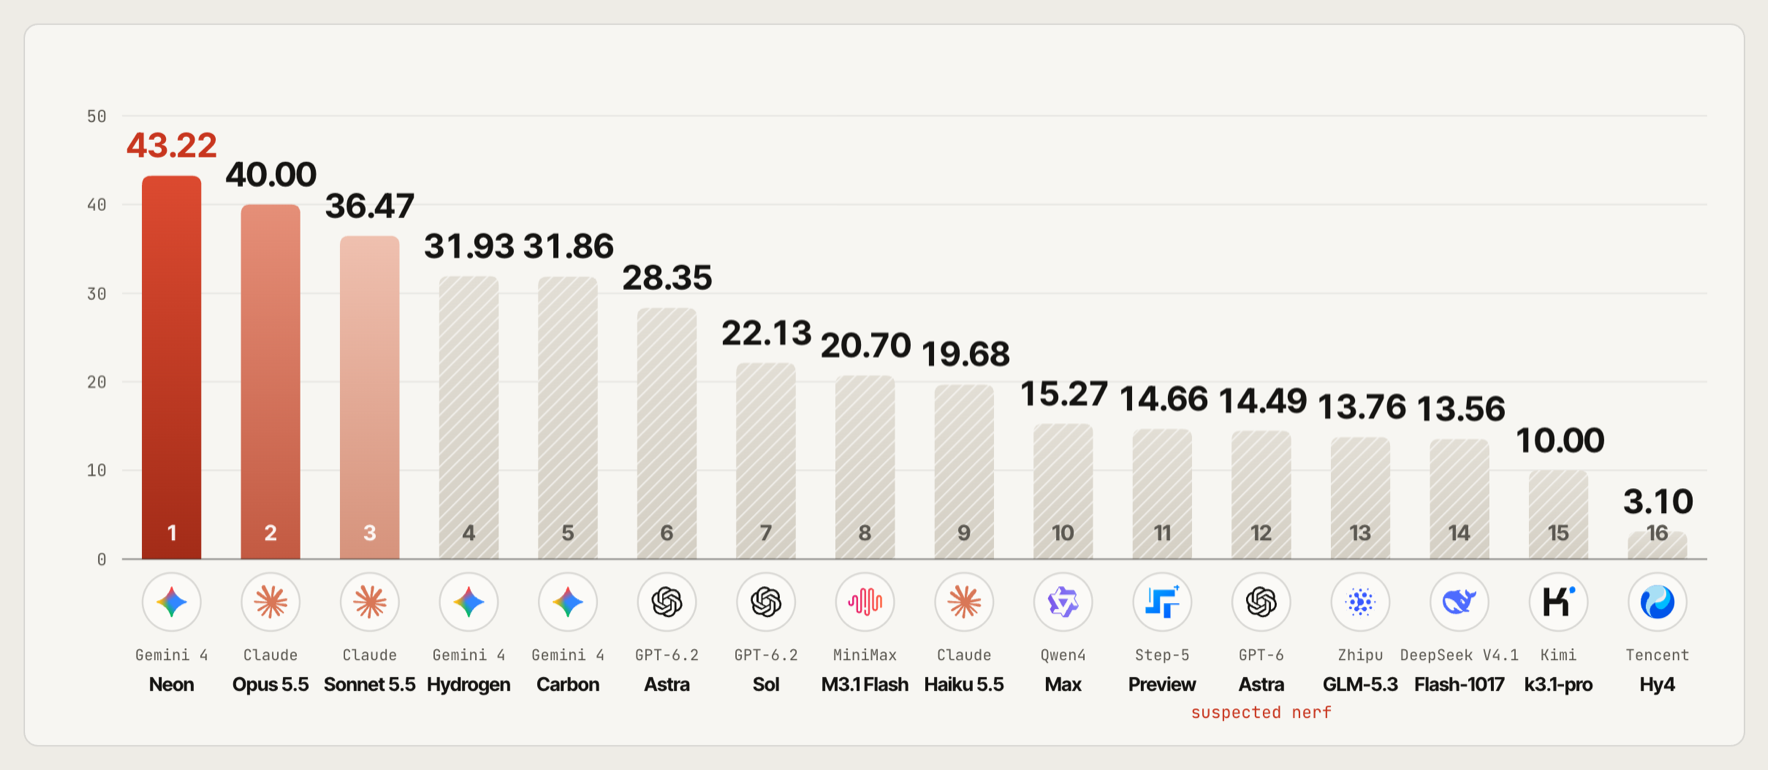 50
40
30
20
10
0
43.22
40.00
36.47
31.93
31.86
28.35
22.13
20.70
19.68
15.27
14.66
14.49
13.76
13.56
10.00
3.10
1 2 3 4 5 6 7 8 9 10 11 12 13 14 15 16
Gemini 4
Neon
Claude
Opus 5.5
Claude
Sonnet 5.5
Gemini 4
Hydrogen
Gemini 4
Carbon
GPT-6.2
Astra
GPT-6.2
Sol
MiniMax
M3.1 Flash
Claude
Haiku 5.5
Qwen4
Max
Step-5
Preview
GPT-6
Astra
suspected nerf
Zhipu
GLM-5.3
DeepSeek V4.1
Flash-1017
Kimi
k3.1-pro
Tencent
Hy4